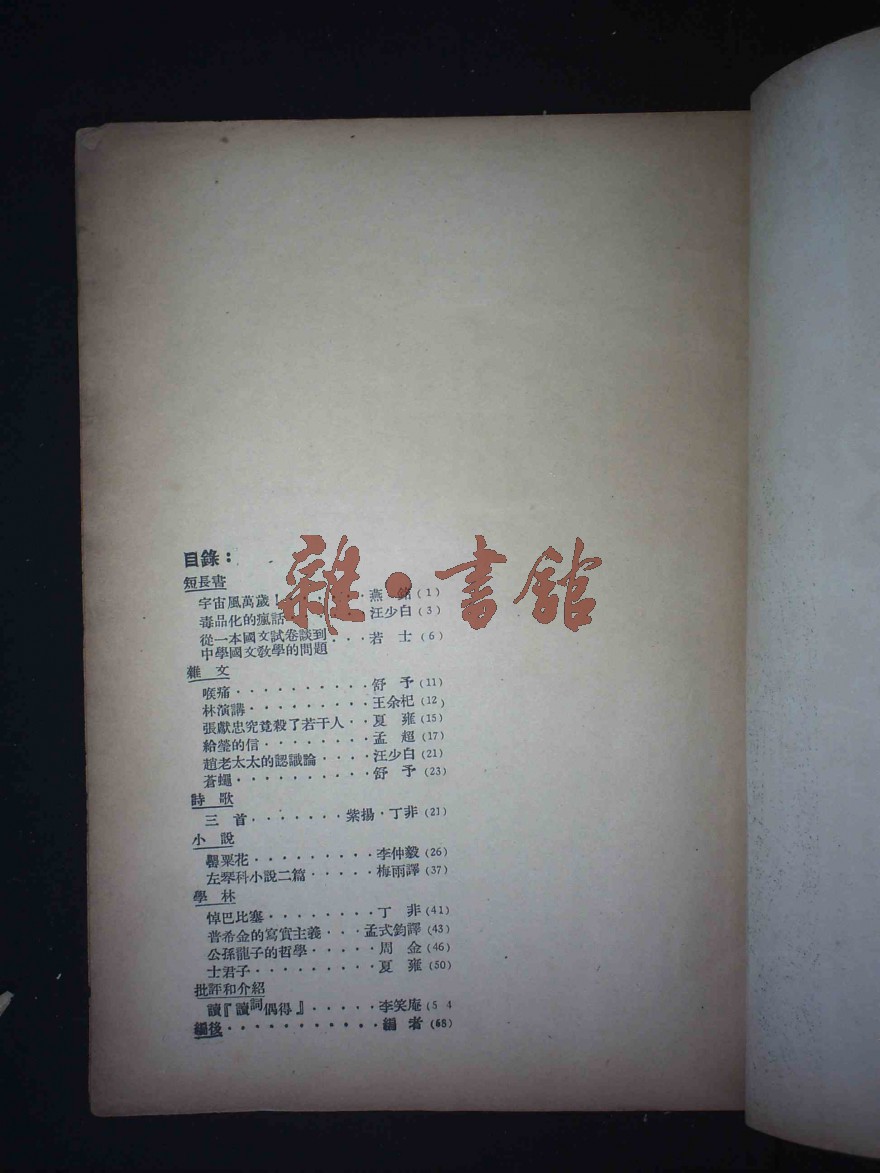 目錄：
短長書
宇宙風萬歲！・・・・・燕 銘(1)
毒品化的瘋話・・・・・汪少白(3)
從一本國文試卷談到・・・若 士(6)
中學國文敎學的問題
雜 文
喉痛・・・・・・・・・・舒 予(11)
林演講・・・・・・・・・王余杞(12)
張獻忠究竟殺了若干人・・夏 雍(15)
給瑩的信・・・・・・・・孟 超(17)
趙老太太的認識論・・・・汪少白(21)
蒼蠅・・・・・・・・・・舒 予(23)
詩 歌
三 首・・・・・・・紫揚・丁非(21)
小 說
罌粟花・・・・・・・・・李仲毅(26)
左琴科小說二篇・・・・・梅雨譯(37)
學 林
悼巴比塞・・・・・・・・丁 非(41)
普希金的寫實主義・・・孟式鈞譯(43)
公孫龍子的哲學・・・・・周 金(46)
士君子・・・・・・・・・夏 雍(50)
批評和介紹
讀『讀詞偶得』・・・・・李笑庵(54
編後・・・・・・・・・・・編 者(68)
雜・書館